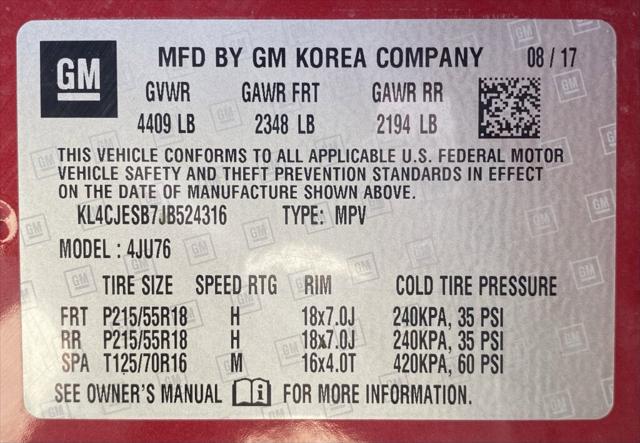 GM MFD BY GM KOREA COMPANY 08 / 17
GVWR GAWR FRT GAWR RR
4409 LB 2348 LB 2194 LB
THIS VEHICLE CONFORMS TO ALL APPLICABLE U.S. FEDERAL MOTOR
VEHICLE SAFETY AND THEFT PREVENTION STANDARDS IN EFFECT
ON THE DATE OF MANUFACTURE SHOWN ABOVE.
KL4CJESB7JB524316 TYPE: MPV
MODEL : 4JU76
TIRE SIZE SPEED RTG RIM COLD TIRE PRESSURE
FRT P215/55R18 H 18x7.0J 240KPA, 35 PSI
RR P215/55R18 H 18x7.0J 240KPA, 35 PSI
SPA T125/70R16 M 16x4.0T 420KPA, 60 PSI
SEE OWNER'S MANUAL FOR MORE INFORMATION.